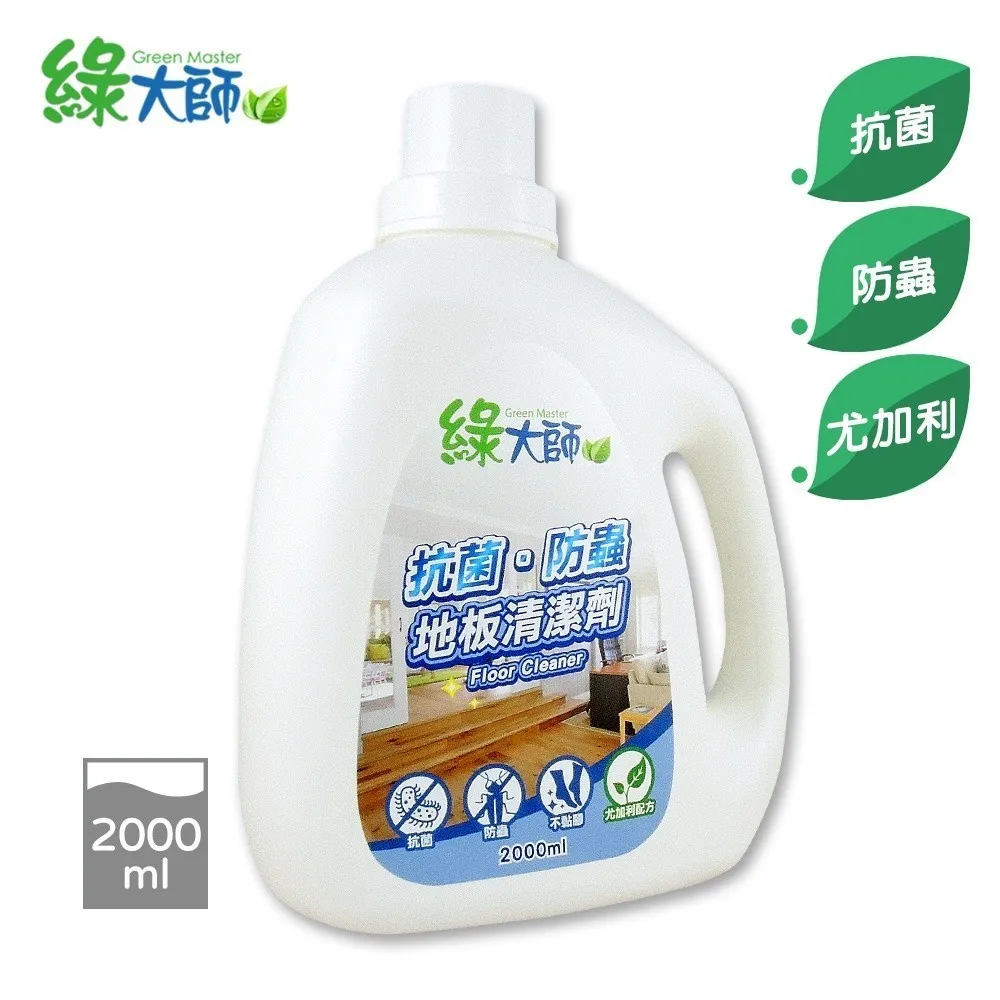 Green Master
綠大師
抗菌
防蟲
尤加利
Green Master
綠大師
抗菌・防蟲
地板清潔劑
Floor Cleaner
抗菌
防蟲
不黏腳
尤加利配方
2000ml
2000
ml